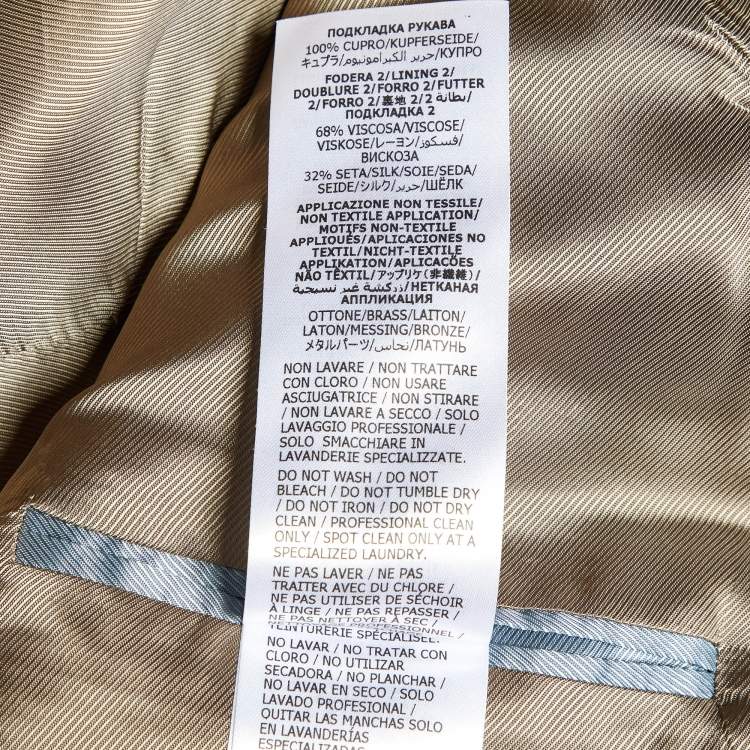 ПОДКЛАДКА РУКАВА
100% CUPRO/KUPFERSEIDE/
キュプラ/حرير الكبرامونيوم/КУПРО
FODERA 2/LINING 2/
DOUBLURE 2/FORRO 2/FUTTER
2/FORRO 2/裏地 2/2 بطانة/
ПОДКЛАДКА 2
68% VISCOSA/VISCOSE/
VISKOSE/レーヨン/فسكوز/
ВИСКОЗА
32% SETA/SILK/SOIE/SEDA/
SEIDE/シルク/حرير/ШЁЛК
APPLICAZIONE NON TESSILE/
NON TEXTILE APPLICATION/
MOTIFS NON-TEXTILE
APPLIQUÉS/APLICACIONES NO
TEXTIL/NICHT-TEXTILE
APPLIKATION/APLICAÇÕES
NÃO TÊXTIL/アップリケ(非繊維)/
زركشة غير نسيجية/НЕТКАНАЯ
АППЛИКАЦИЯ
OTTONE/BRASS/LAITON/
LATON/MESSING/BRONZE/
メタルパーツ/نحاس/ЛАТУНЬ
NON LAVARE / NON TRATTARE
CON CLORO / NON USARE
ASCIUGATRICE / NON STIRARE
/ NON LAVARE A SECCO / SOLO
LAVAGGIO PROFESSIONALE /
SOLO SMACCHIARE IN
LAVANDERIE SPECIALIZZATE.
DO NOT WASH / DO NOT
BLEACH / DO NOT TUMBLE DRY
/ DO NOT IRON / DO NOT DRY
CLEAN / PROFESSIONAL CLEAN
ONLY / SPOT CLEAN ONLY AT A
SPECIALIZED LAUNDRY.
NE PAS LAVER / NE PAS
TRAITER AVEC DU CHLORE /
NE PAS UTILISER DE SÉCHOIR
À LINGE / NE PAS REPASSER /
NE PAS NETTOYER À SEC /
PROFESSIONNEL /
TEINTURERIE SPÉCIALISÉE.
NO LAVAR / NO TRATAR CON
CLORO / NO UTILIZAR
SECADORA / NO PLANCHAR /
NO LAVAR EN SECO / SOLO
LAVADO PROFESIONAL /
QUITAR LAS MANCHAS SOLO
EN LAVANDERÍAS
ESPECIALIZADAS